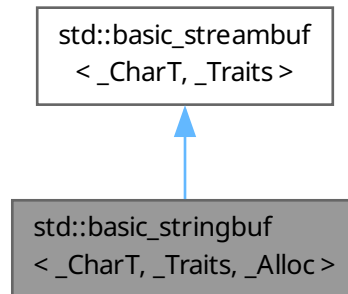 std::basic_streambuf
< _CharT, _Traits >
std::basic_stringbuf
< _CharT, _Traits, _Alloc >